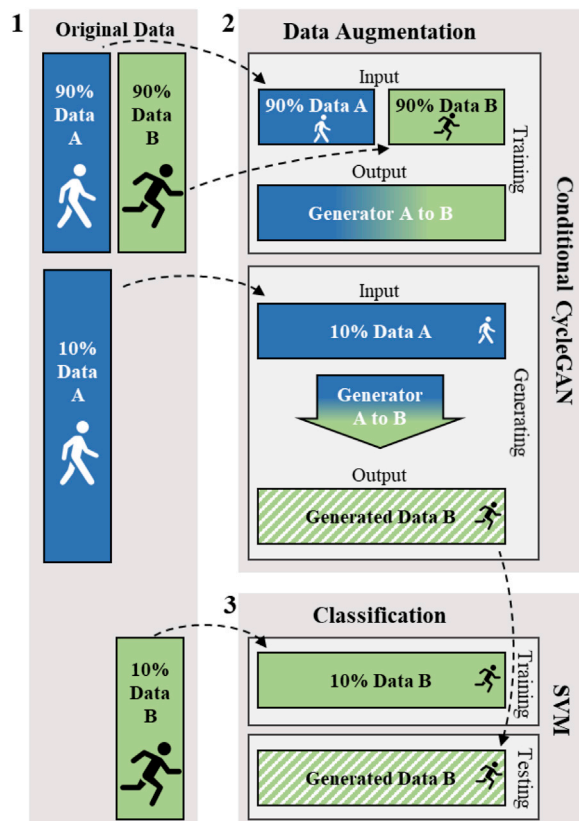 1
Original Data
90%
Data
A
90%
Data
B
10%
Data
A
10%
Data
B
2
Data Augmentation
Input
90% Data A
90% Data B
Output
Generator A to B
Training
Input
10% Data A
Generator
A to B
Output
Generated Data B
Generating
Conditional CycleGAN
3
Classification
10% Data B
Training
Generated Data B
Testing
SVM